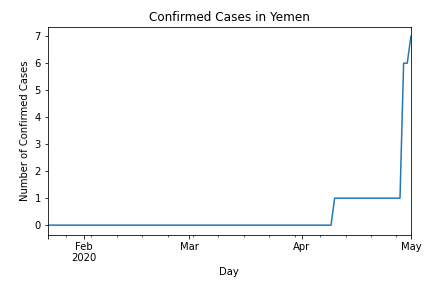 Confirmed Cases in Yemen
Number of Confirmed Cases
7
6
5
4
3
2
1
0
Feb Mar Apr May
2020
Day